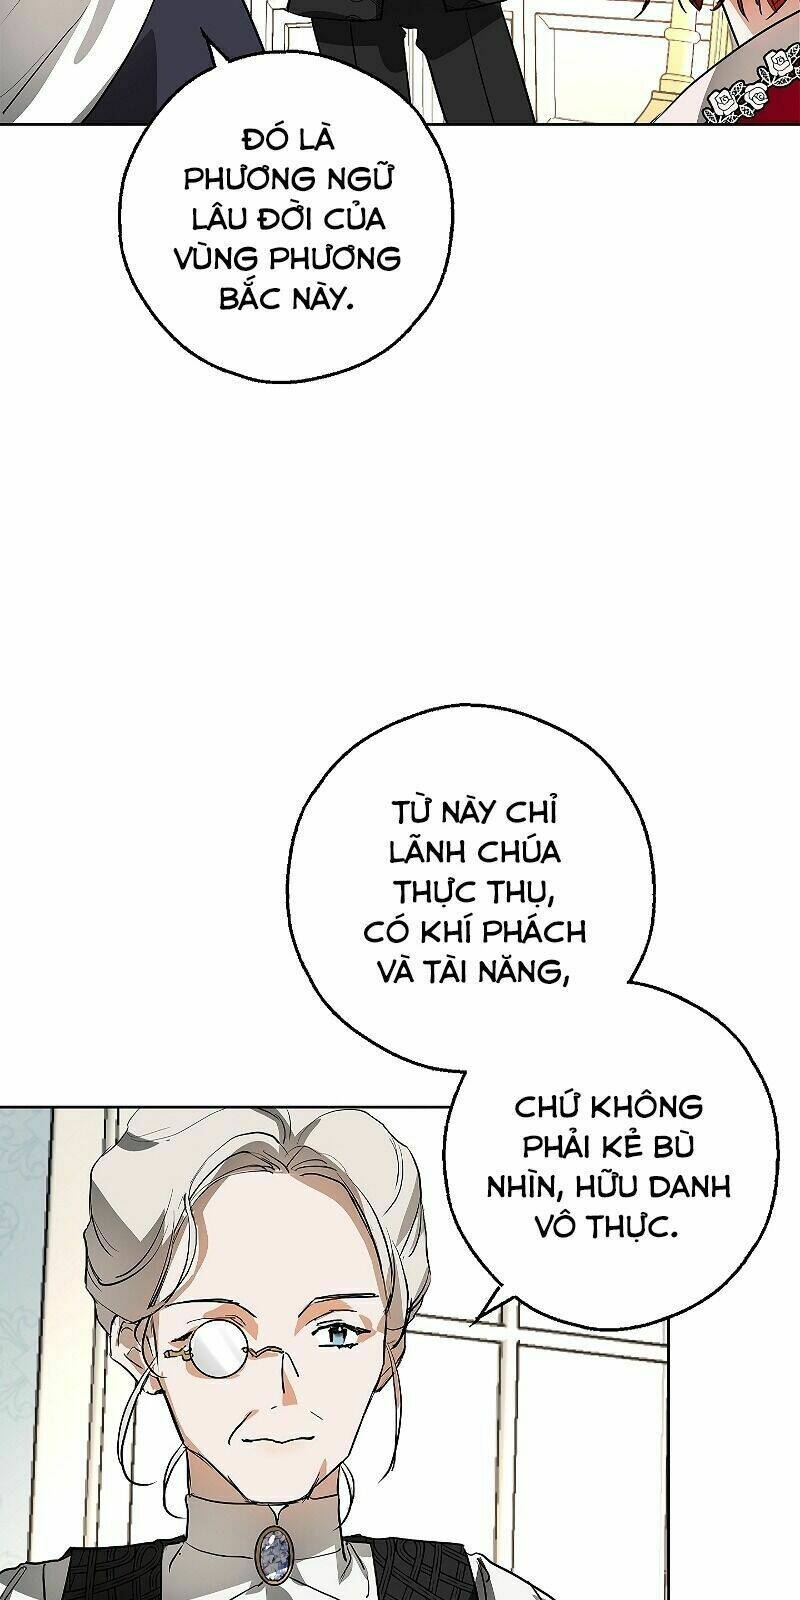 ĐÓ LÀ
PHƯƠNG NGỮ
LÂU ĐỜI CỦA
VÙNG PHƯƠNG
BẮC NÀY.
TỪ NÀY CHỈ
LÃNH CHÚA
THỰC THỤ,
CÓ KHÍ PHÁCH
VÀ TÀI NĂNG,
CHỨ KHÔNG
PHẢI KẺ BÙ
NHÌN, HỮU DANH
VÔ THỰC.